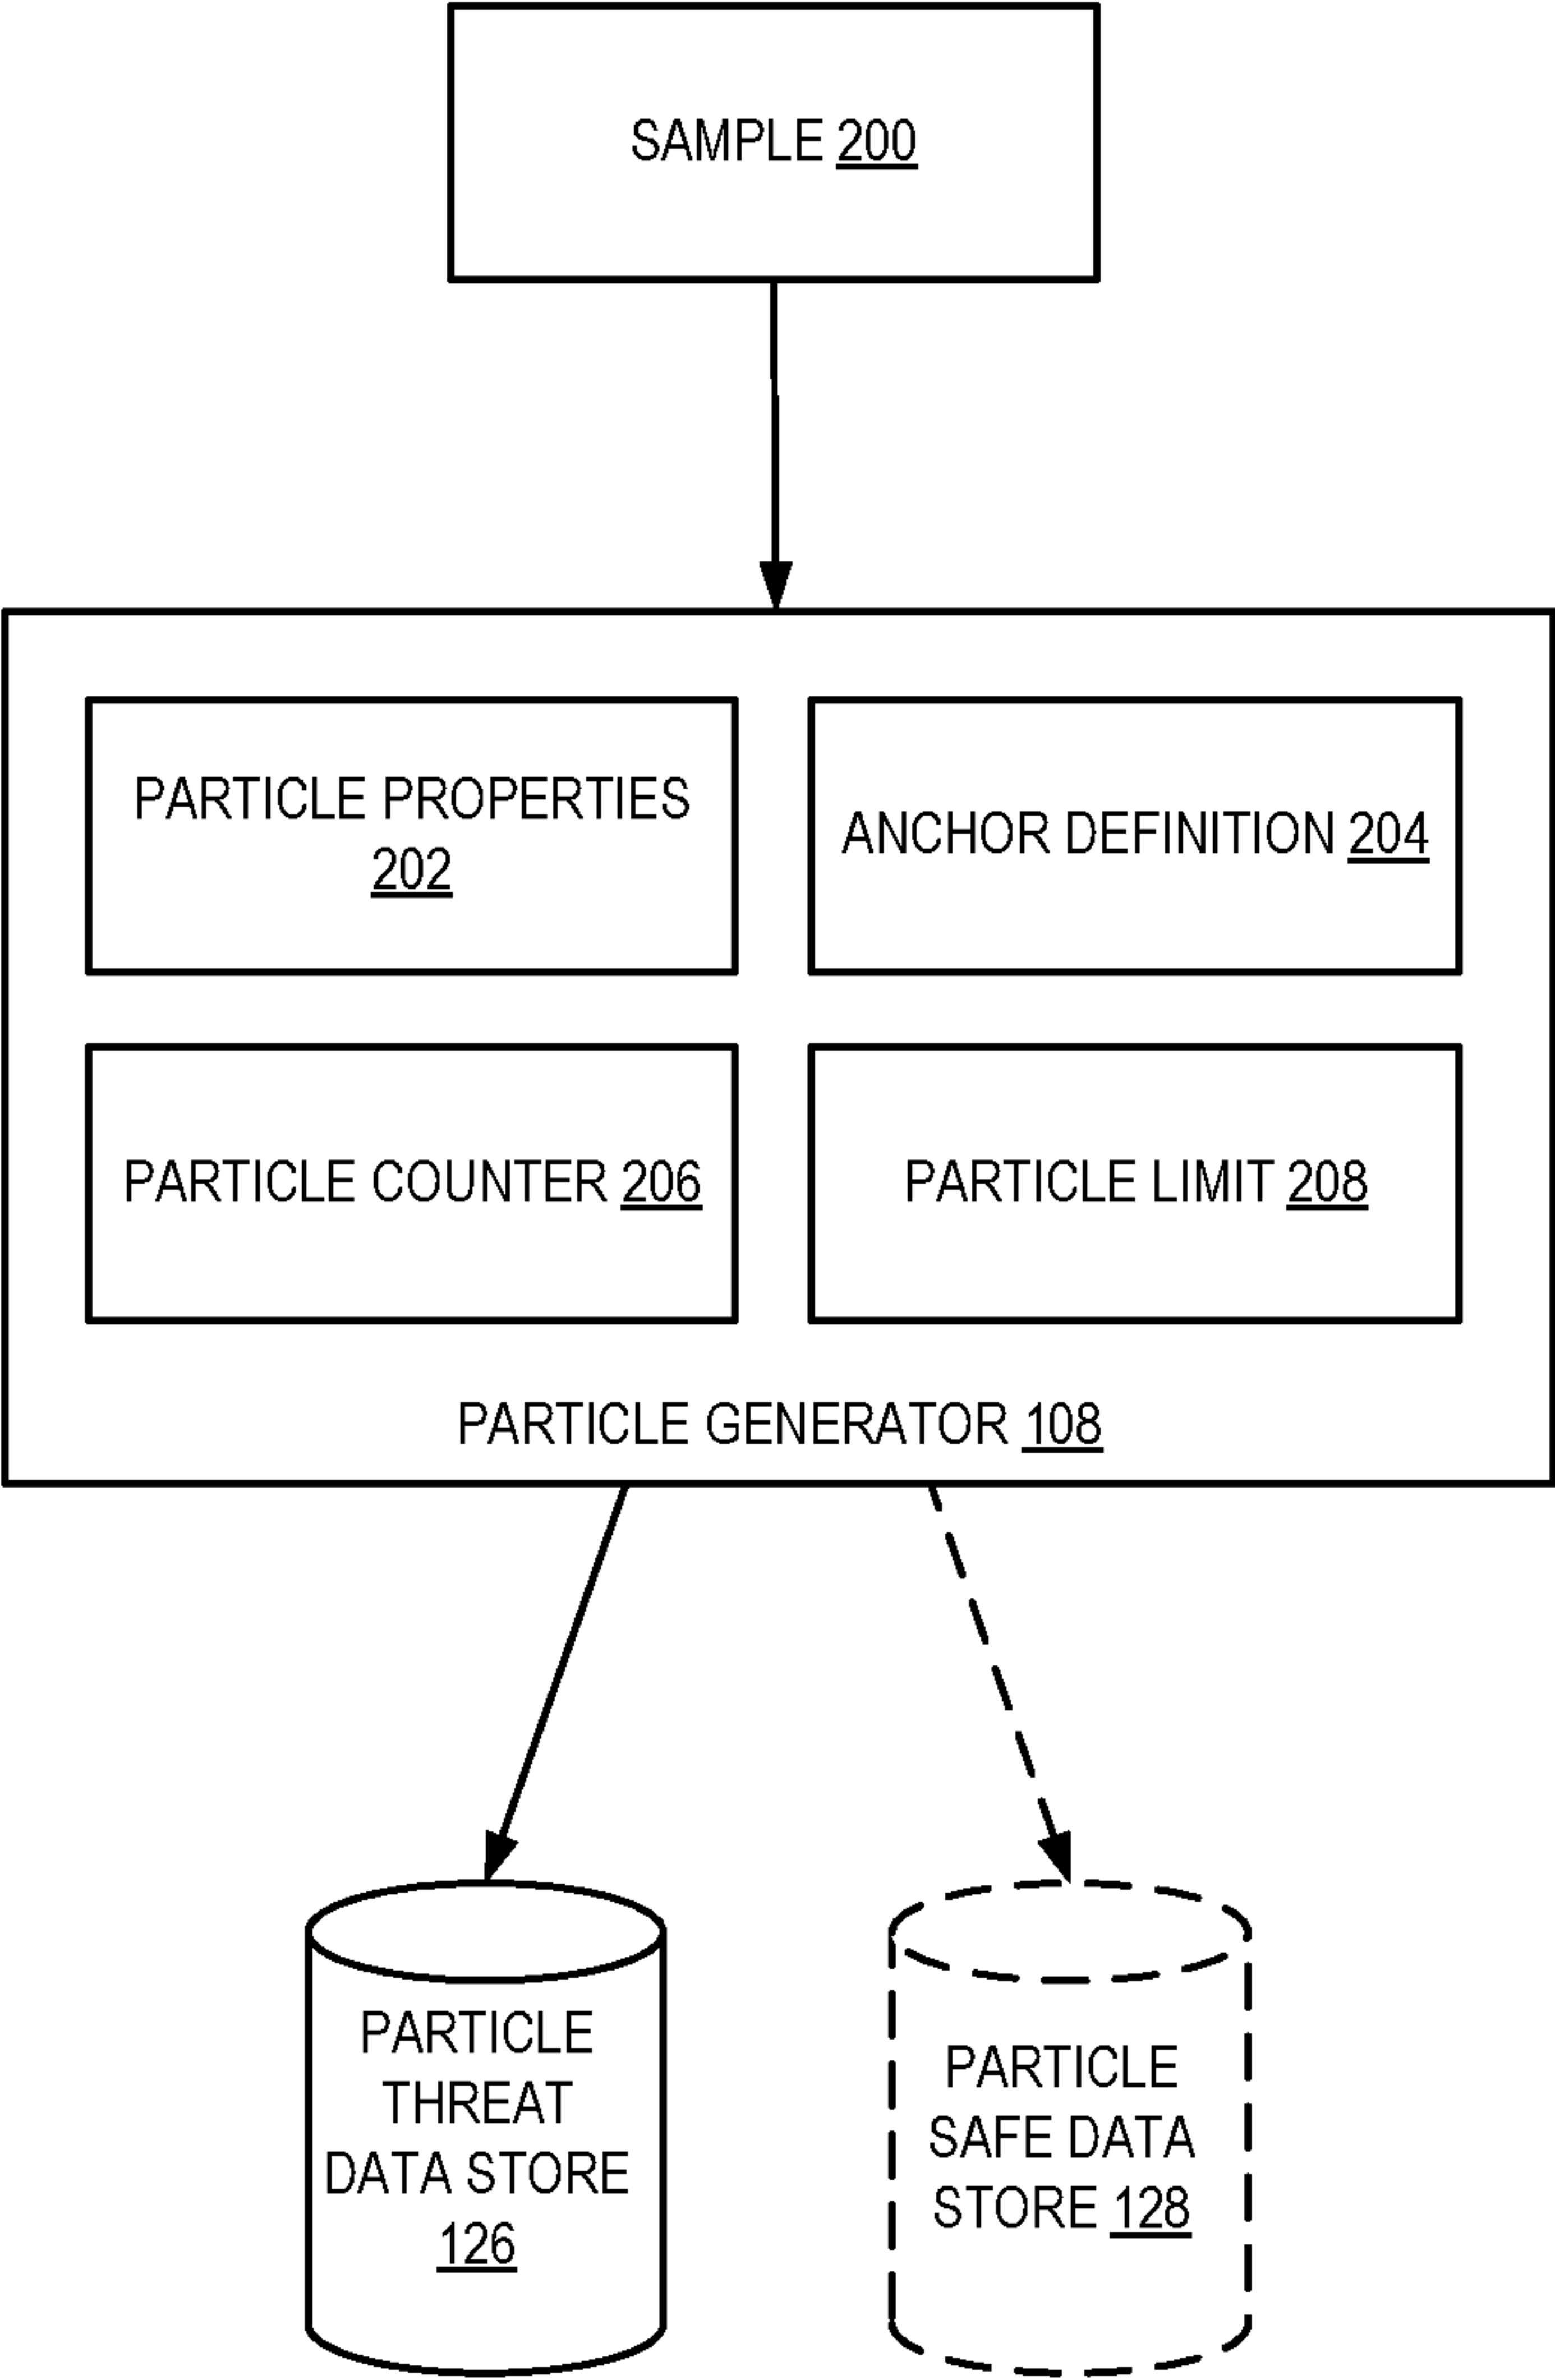 SAMPLE 200
PARTICLE PROPERTIES
202
ANCHOR DEFINITION 204
PARTICLE COUNTER 206
PARTICLE LIMIT 208
PARTICLE GENERATOR 108
PARTICLE
THREAT
DATA STORE
126
PARTICLE
SAFE DATA
STORE 128